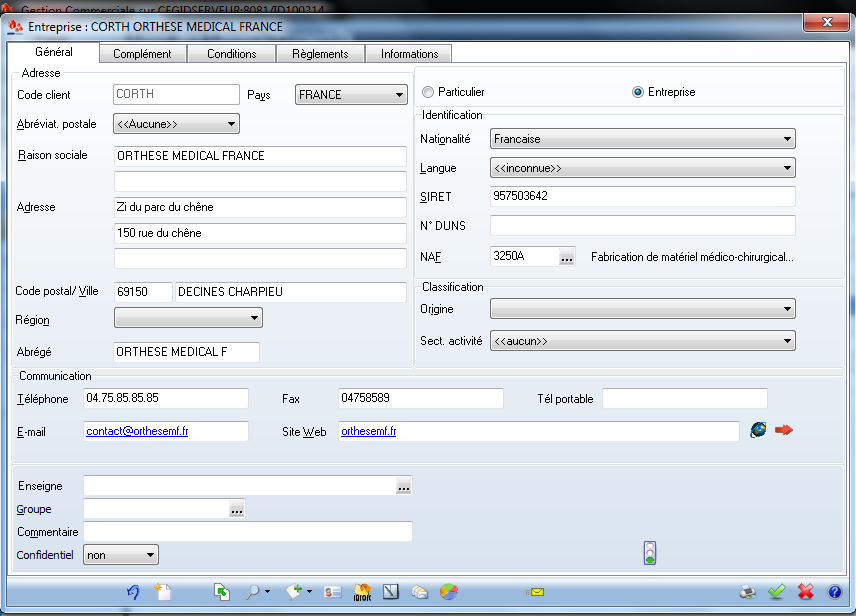 Gestion Commerciale sur CEGIDSERVEUR:8081/ID100314
Entreprise : CORTH ORTHESE MEDICAL FRANCE
Général Complément Conditions Règlements Informations
Adresse
Code client CORTH Pays FRANCE
Abréviat. postale <<Aucune>>
Raison sociale ORTHESE MEDICAL FRANCE
Adresse Zi du parc du chêne
150 rue du chêne
Code postal/ Ville 69150 DECINES CHARPIEU
Région
Abrégé ORTHESE MEDICAL F
Particulier Entreprise
Identification
Nationalité Francaise
Langue <<inconnue>>
SIRET 957503642
N° DUNS
NAF 3250A ... Fabrication de matériel médico-chirurgical...
Classification
Origine
Sect. activité <<aucun>>
Communication
Téléphone 04.75.85.85.85 Fax 04758589 Tél portable
E-mail contact@orthesemf.fr Site Web orthesemf.fr
Enseigne ...
Groupe ...
Commentaire
Confidentiel non